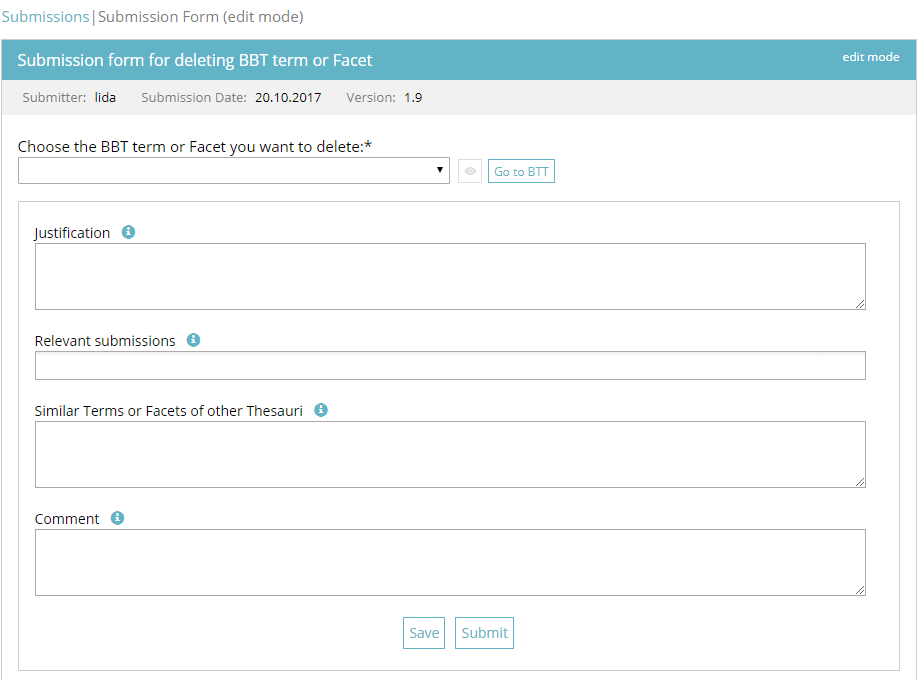 Submissions|Submission Form (edit mode)
Submission form for deleting BBT term or Facet
edit mode
Submitter: lida Submission Date: 20.10.2017 Version: 1.9
Choose the BBT term or Facet you want to delete:*
Go to BTT
Justification
Relevant submissions
Similar Terms or Facets of other Thesauri
Comment
Save Submit